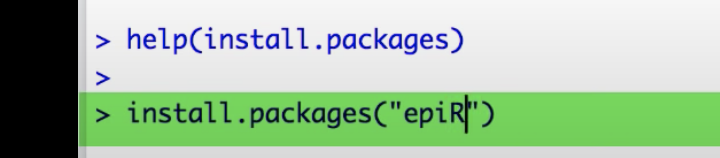 > help(install.packages)
>
> install.packages("epiR")